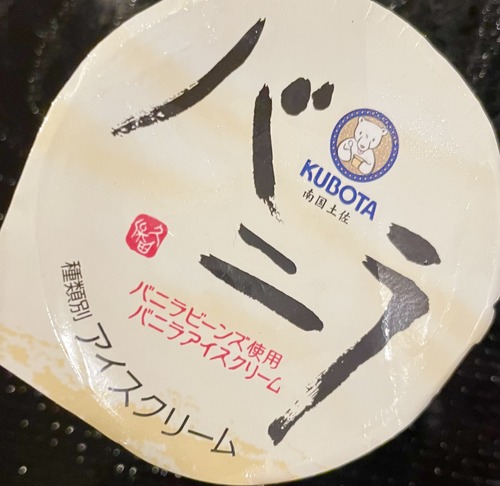 バニラ
KUBOTA
南国土佐
バニラビーンズ使用
バニラアイスクリーム
種類別 アイスクリーム